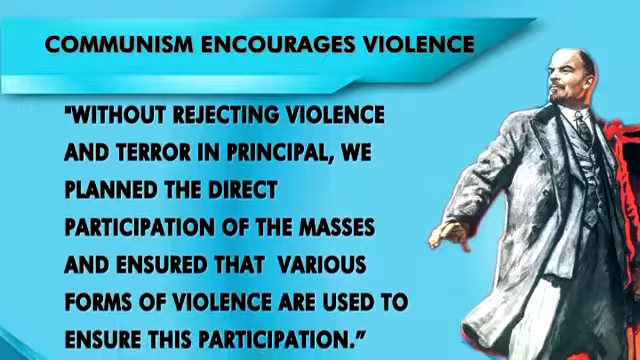 COMMUNISM ENCOURAGES VIOLENCE
"WITHOUT REJECTING VIOLENCE
AND TERROR IN PRINCIPAL, WE
PLANNED THE DIRECT
PARTICIPATION OF THE MASSES
AND ENSURED THAT VARIOUS
FORMS OF VIOLENCE ARE USED TO
ENSURE THIS PARTICIPATION.”